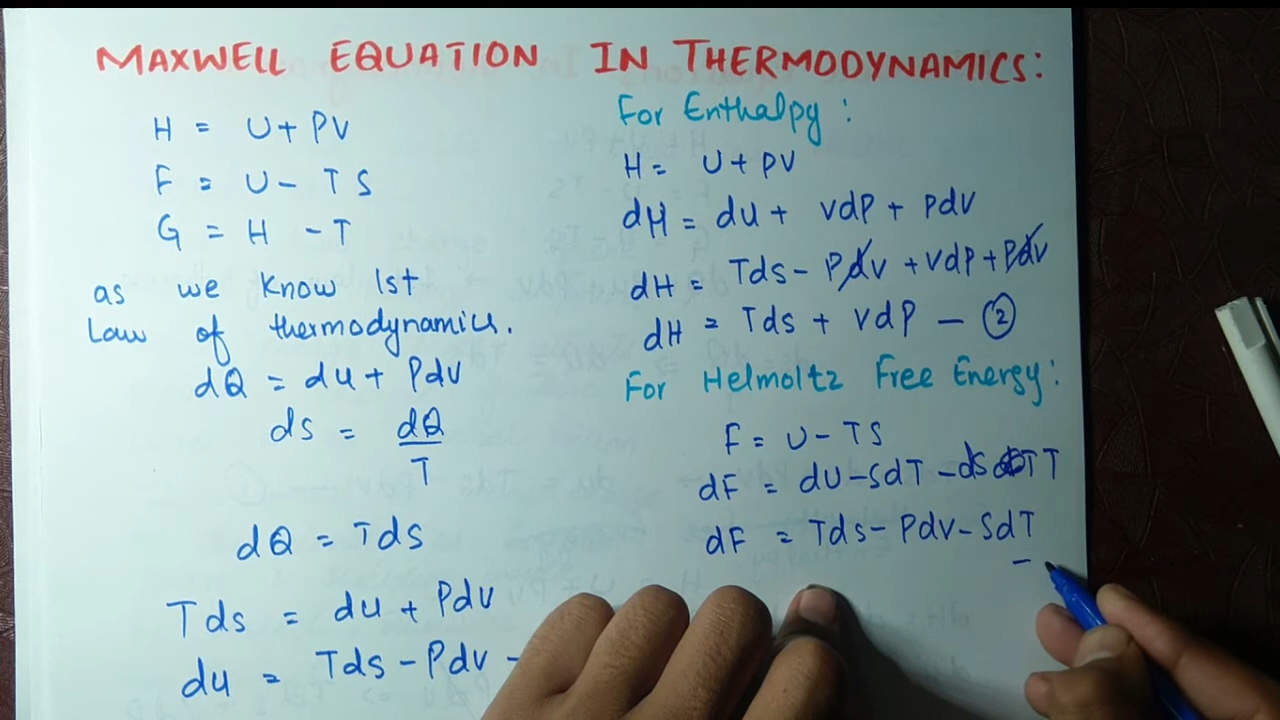 MAXWELL EQUATION IN THERMODYNAMICS:
H = U + PV
F = U - TS
G = H - T
as we know 1st
Law of thermodynamics.
dQ = du + Pdv
ds = dQ/T
dQ = Tds
Tds = du + Pdv
du = Tds - Pdv -
For Enthalpy :
H = U + PV
dH = du + vdp + pdv
dH = Tds - Pdv + vdp + Pdv
dH = Tds + vdp - ②
For Helmoltz Free Energy:
F = U - TS
dF = dU - SdT - ds T
dF = Tds - Pdv - SdT
-